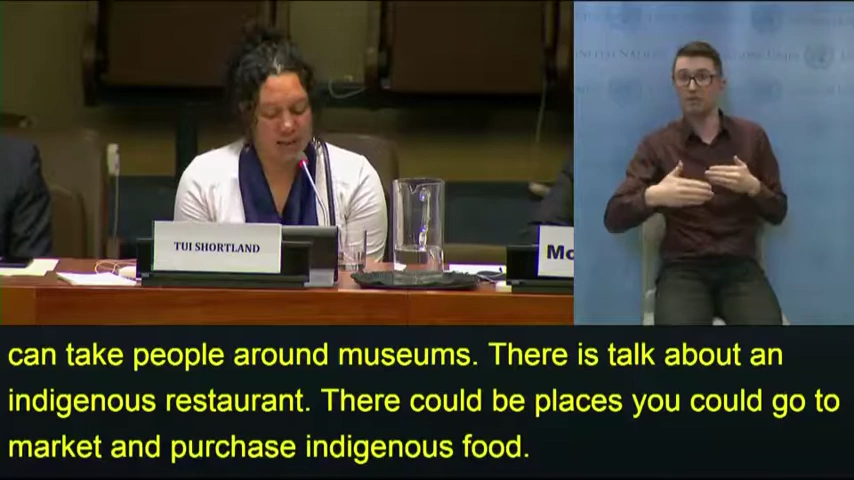 TUI SHORTLAND
can take people around museums. There is talk about an
indigenous restaurant. There could be places you could go to
market and purchase indigenous food.